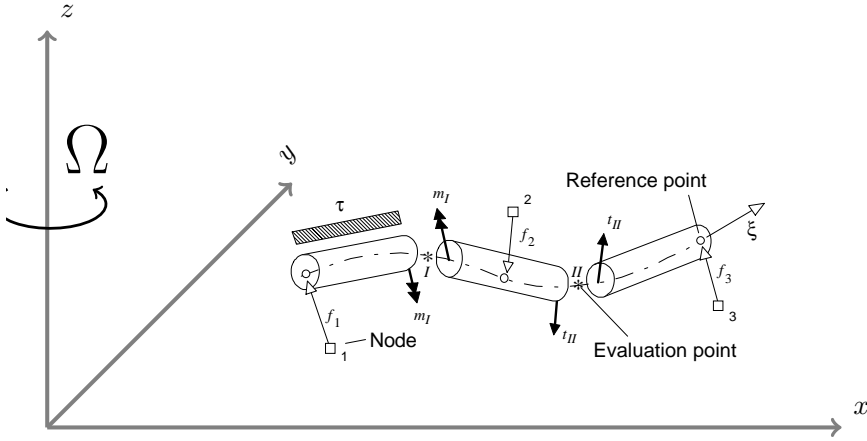 z
Ω
y
τ
m_I
2
Reference point
f_2
t_II
ξ
I
II
f_1
m_I
f_3
3
t_II
1
Node
Evaluation point
x